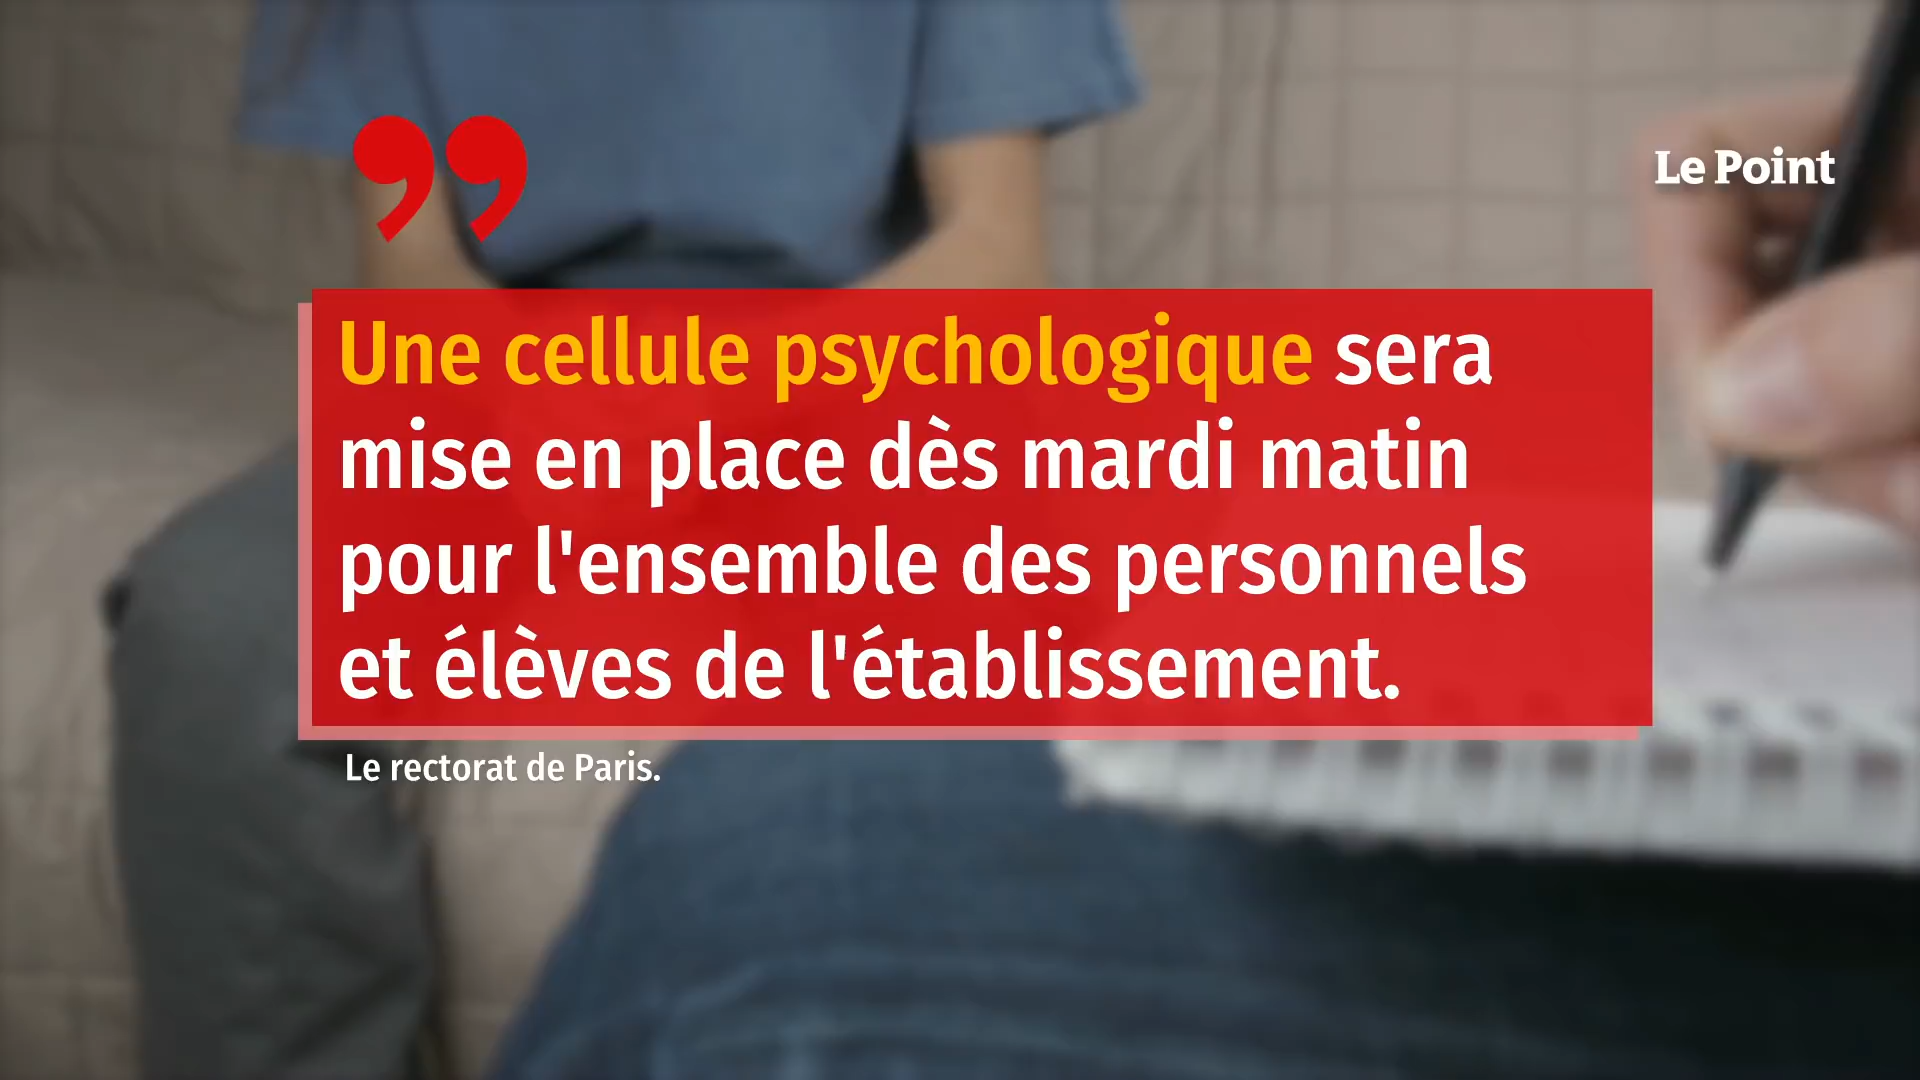 Le Point
Une cellule psychologique sera
mise en place dès mardi matin
pour l'ensemble des personnels
et élèves de l'établissement.
Le rectorat de Paris.